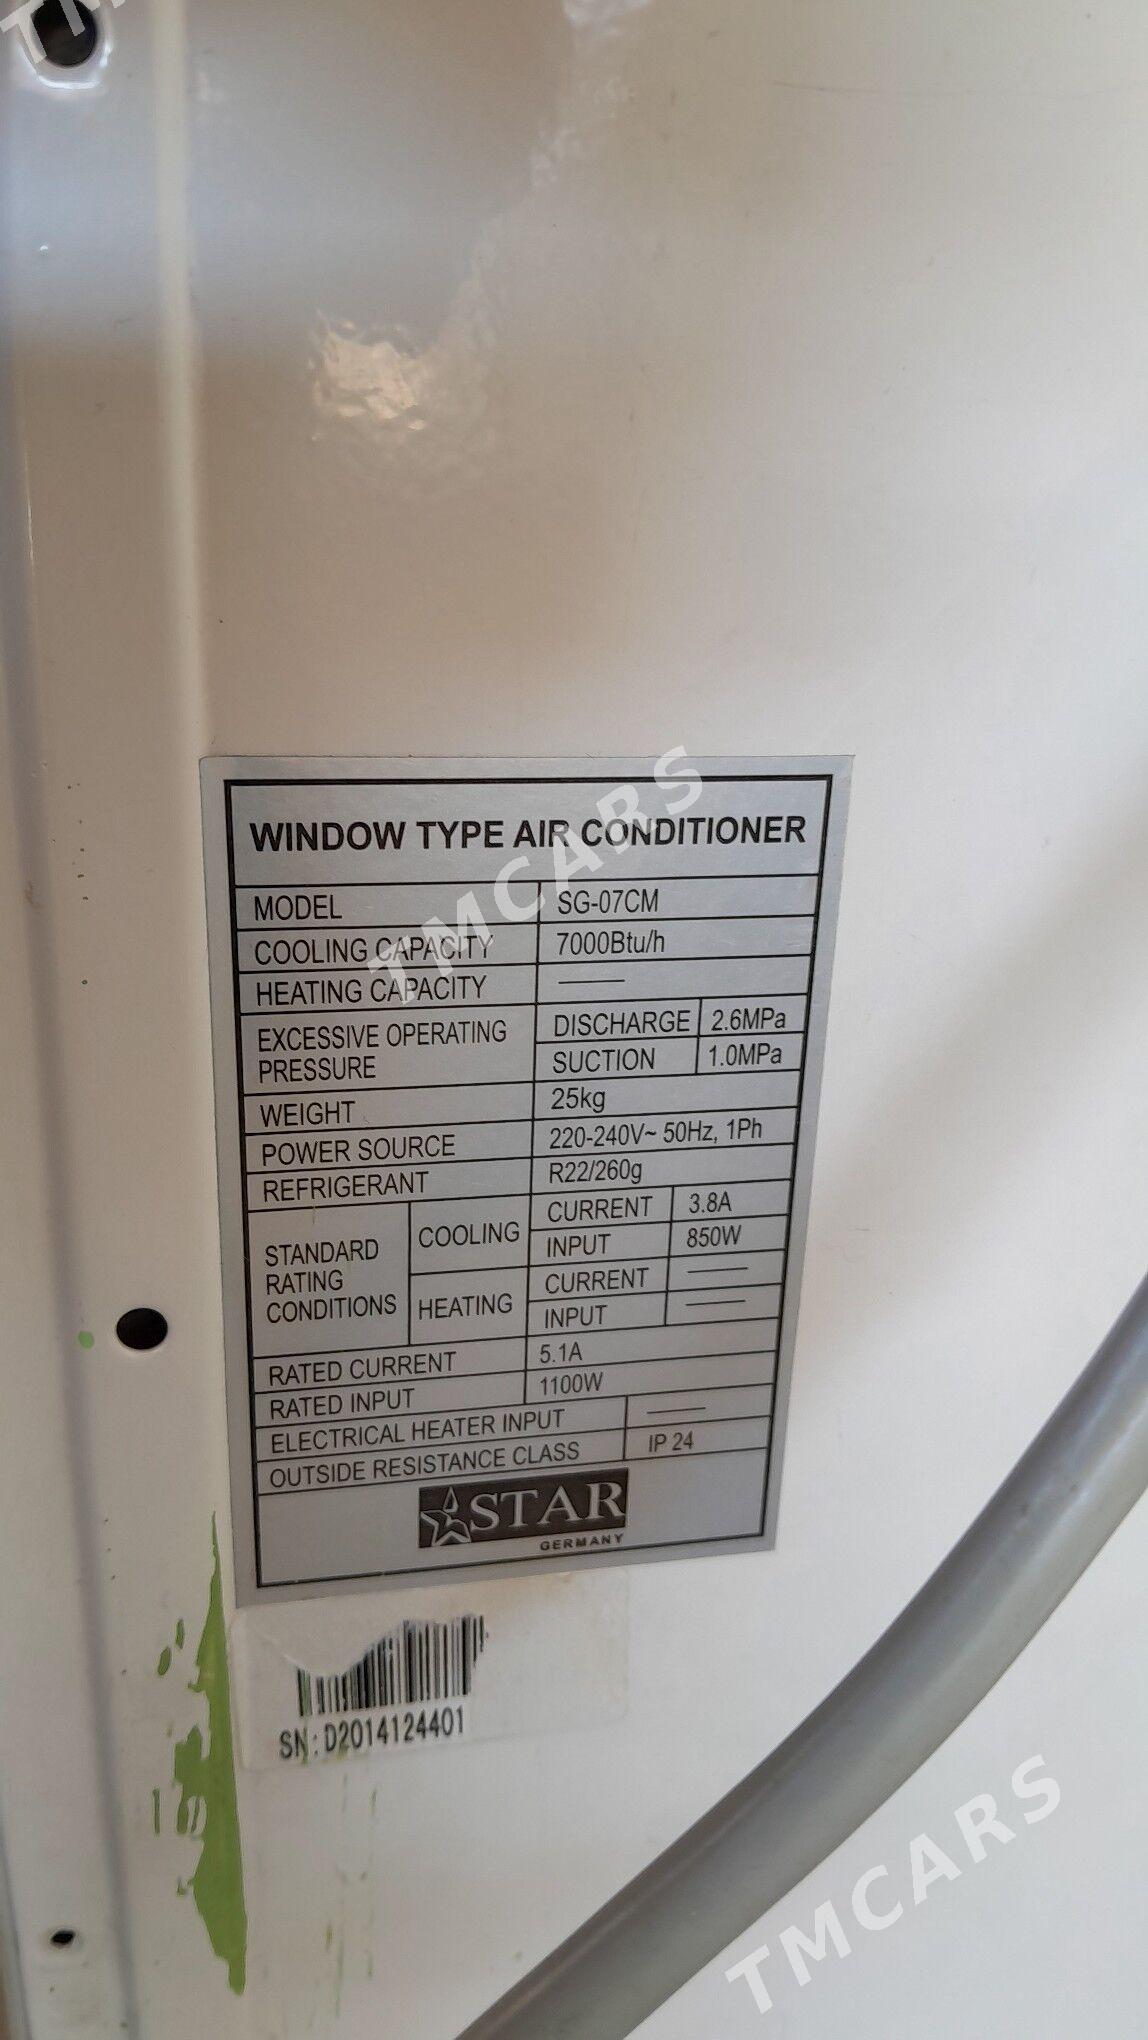 WINDOW TYPE AIR CONDITIONER
MODEL SG-07CM
COOLING CAPACITY 7000Btu/h
HEATING CAPACITY ——
EXCESSIVE OPERATING PRESSURE DISCHARGE 2.6MPa
SUCTION 1.0MPa
WEIGHT 25kg
POWER SOURCE 220-240V~ 50Hz, 1Ph
REFRIGERANT R22/260g
STANDARD RATING CONDITIONS COOLING CURRENT 3.8A
INPUT 850W
HEATING CURRENT ——
INPUT ——
RATED CURRENT 5.1A
RATED INPUT 1100W
ELECTRICAL HEATER INPUT ——
OUTSIDE RESISTANCE CLASS IP 24
STAR
GERMANY
SN:D2014124401
TMCARS
TMCARS